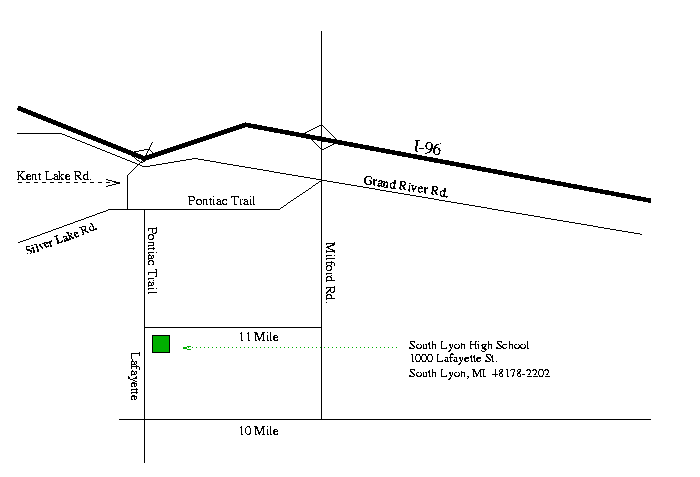 I-96
Kent Lake Rd.
Grand River Rd.
Pontiac Trail
Silver Lake Rd.
Pontiac Trail
Milford Rd.
11 Mile
South Lyon High School
1000 Lafayette St.
South Lyon, MI 48178-2202
Lafayette
10 Mile